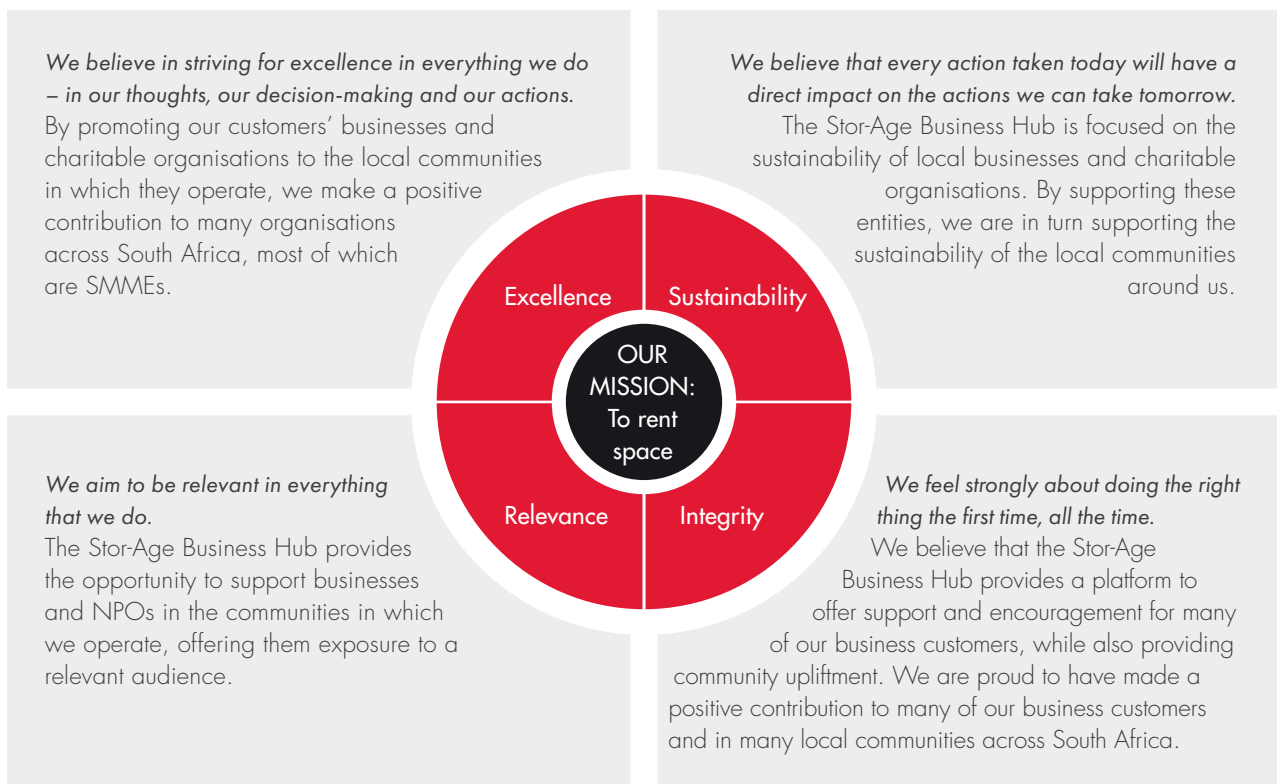 We believe in striving for excellence in everything we do
– in our thoughts, our decision-making and our actions.
By promoting our customers’ businesses and
charitable organisations to the local communities
in which they operate, we make a positive
contribution to many organisations
across South Africa, most of which
are SMMEs.
We believe that every action taken today will have a
direct impact on the actions we can take tomorrow.
The Stor-Age Business Hub is focused on the
sustainability of local businesses and charitable
organisations. By supporting these
entities, we are in turn supporting the
sustainability of the local communities
around us.
Excellence
Sustainability
OUR
MISSION:
To rent
space
Relevance
Integrity
We aim to be relevant in everything
that we do.
The Stor-Age Business Hub provides
the opportunity to support businesses
and NPOs in the communities in which
we operate, offering them exposure to a
relevant audience.
We feel strongly about doing the right
thing the first time, all the time.
We believe that the Stor-Age
Business Hub provides a platform to
offer support and encouragement for many
of our business customers, while also providing
community upliftment. We are proud to have made a
positive contribution to many of our business customers
and in many local communities across South Africa.